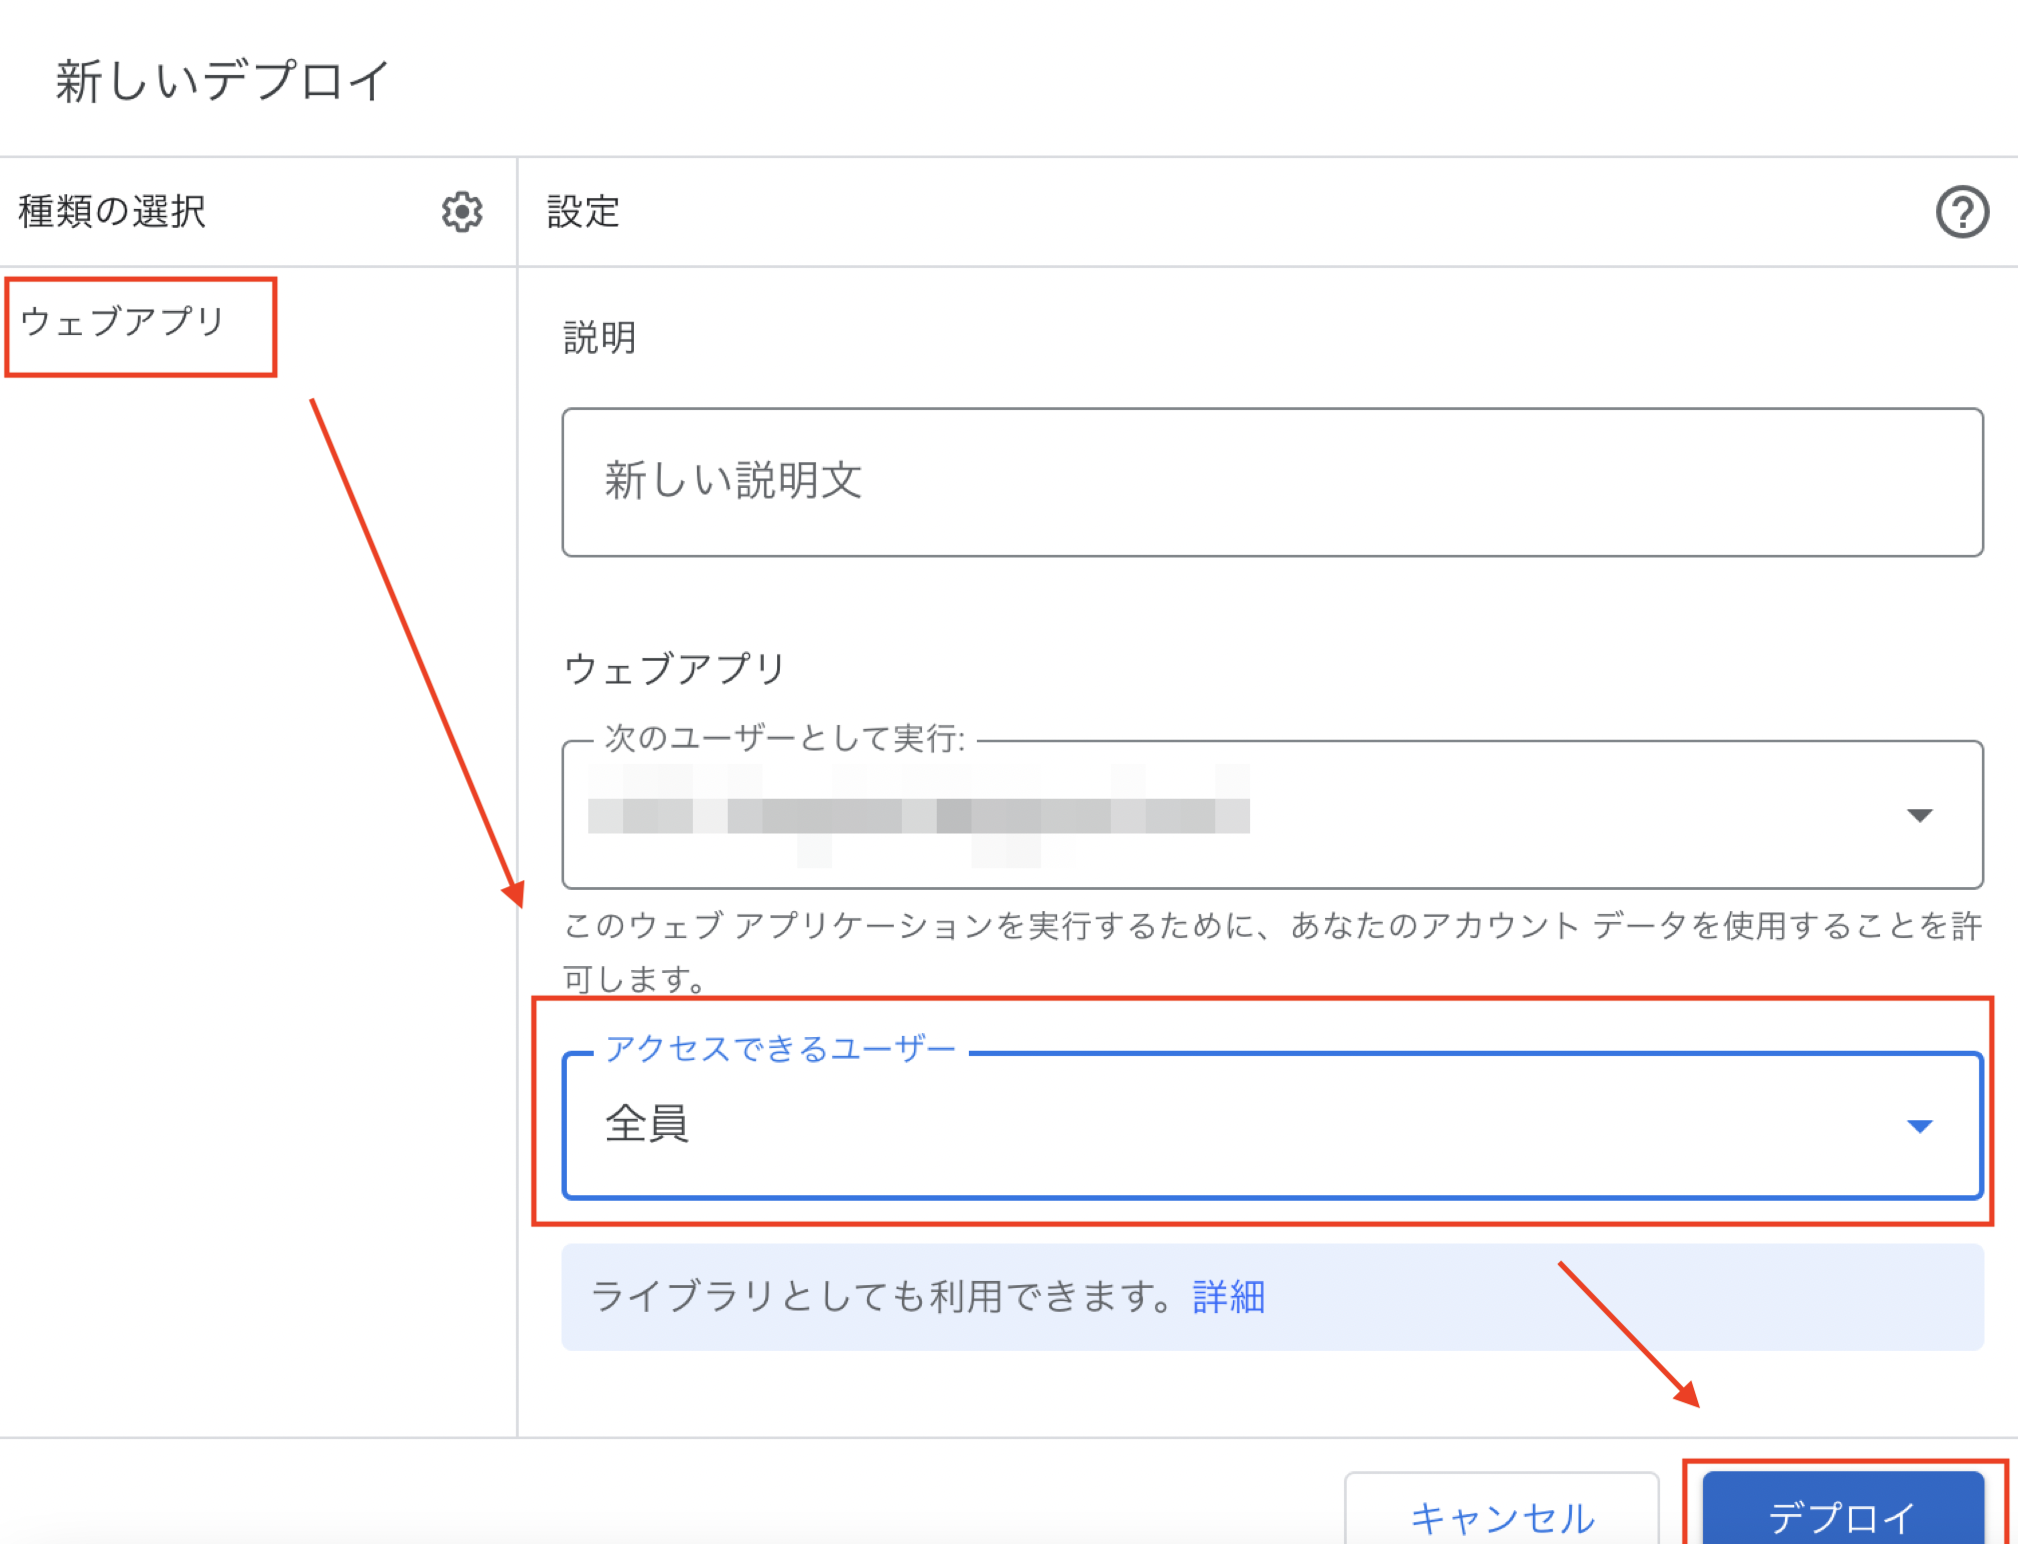 新しいデプロイ
種類の選択
設定
ウェブアプリ
説明
新しい説明文
ウェブアプリ
次のユーザーとして実行:
このウェブ アプリケーションを実行するために、あなたのアカウント データを使用することを許
可します。
アクセスできるユーザー
全員
ライブラリとしても利用できます。詳細
キャンセル
デプロイ